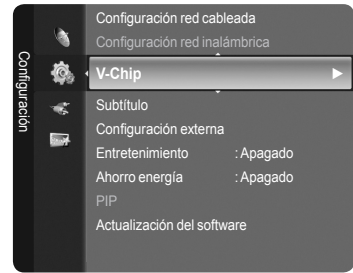 Configuración
Configuración red cableada
Configuración red inalámbrica
V-Chip
Subtítulo
Configuración externa
Entretenimiento : Apagado
Ahorro energía : Apagado
PIP
Actualización del software